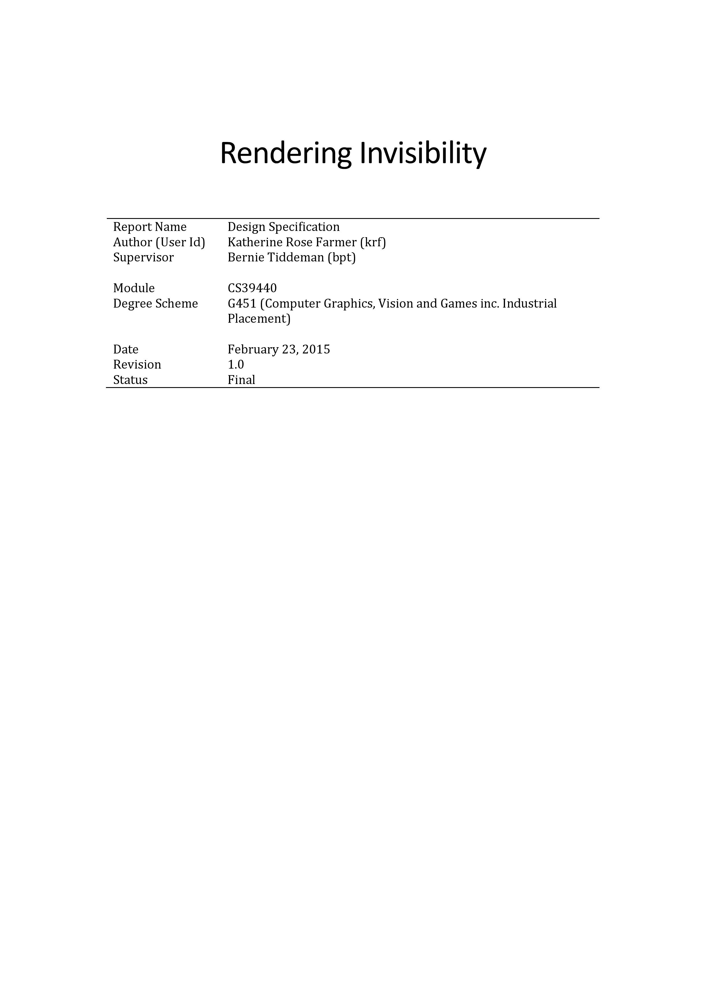 Rendering Invisibility
Report Name Design Specification
Author (User Id) Katherine Rose Farmer (krf)
Supervisor Bernie Tiddeman (bpt)
Module CS39440
Degree Scheme G451 (Computer Graphics, Vision and Games inc. Industrial
Placement)
Date February 23, 2015
Revision 1.0
Status Final